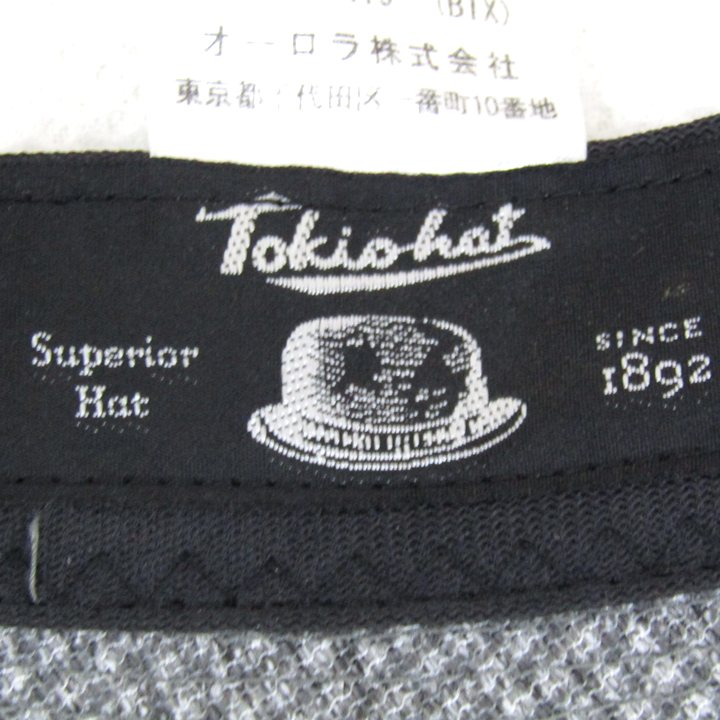 (BTX)
オーロラ株式会社
東京都千代田区一番町10番地
Tokiohat
Superior
Hat
SINCE
1892